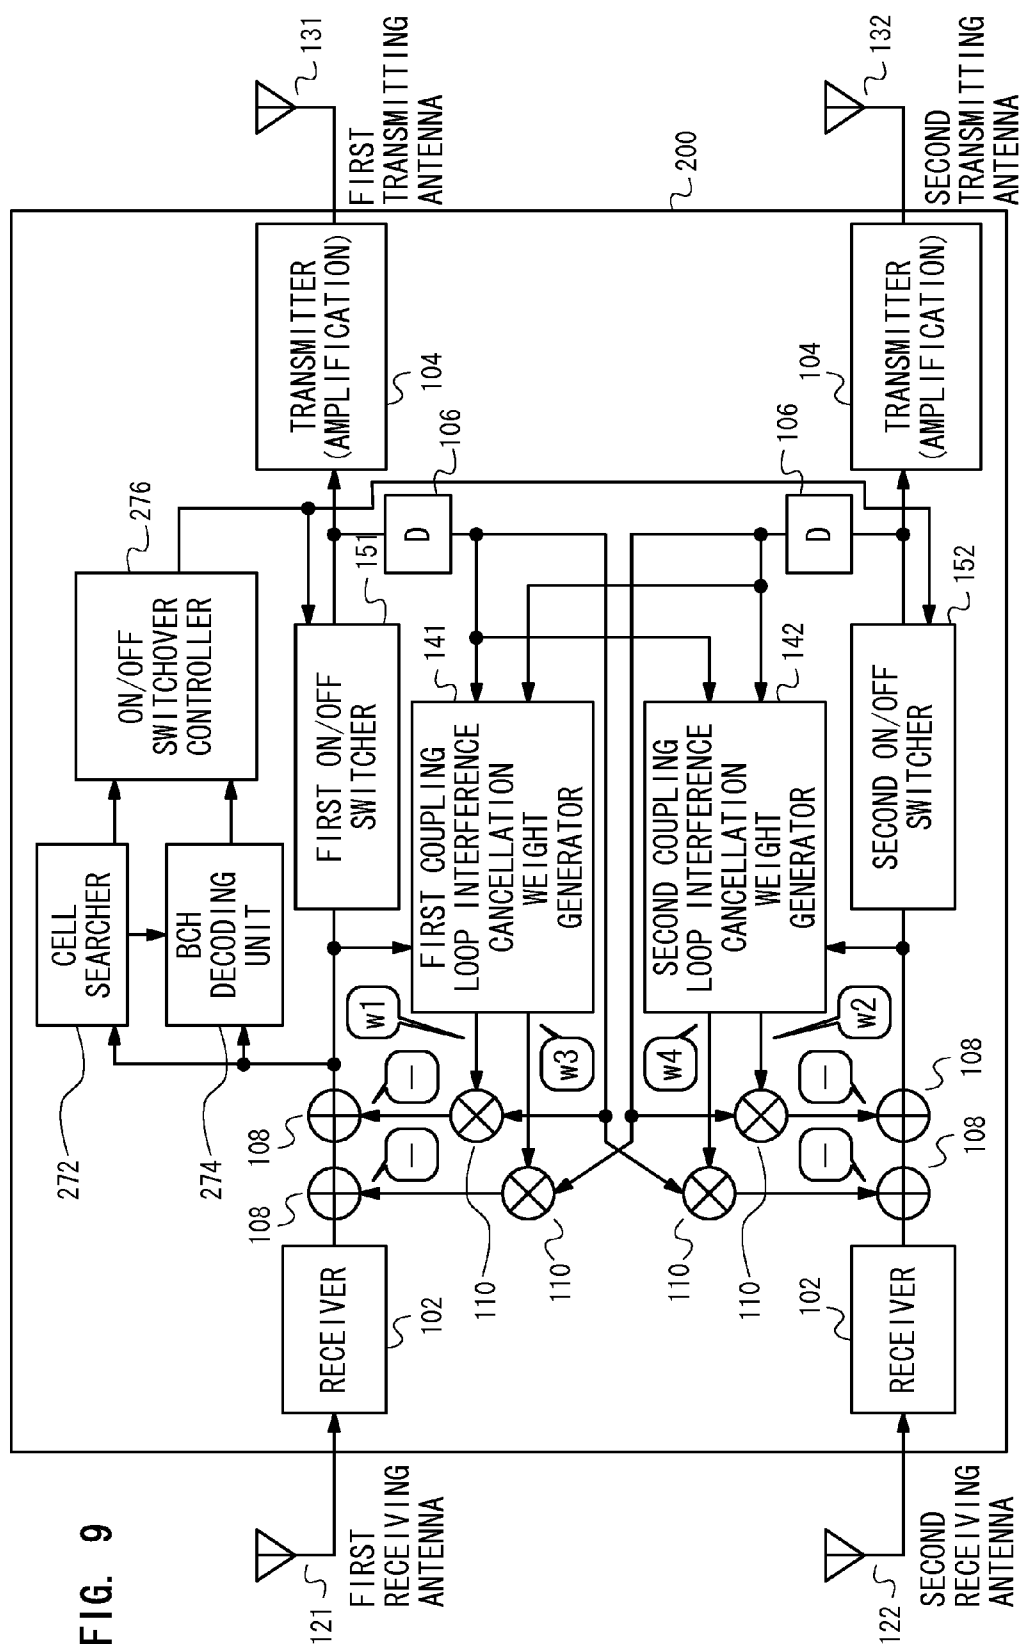 FIG. 9
272
CELL
SEARCHER
274
BCH
DECODING
UNIT
276
ON/OFF
SWITCHOVER
CONTROLLER
121
FIRST
RECEIVING
ANTENNA
RECEIVER
102
108
108
—
—
FIRST ON/OFF
SWITCHER
151
TRANSMITTER
(AMPLIFICATION)
104
131
FIRST
TRANSMITTING
ANTENNA
D
106
110
110
w1
w3
FIRST COUPLING
LOOP INTERFERENCE
CANCELLATION
WEIGHT
GENERATOR
141
110
110
w4
w2
SECOND COUPLING
LOOP INTERFERENCE
CANCELLATION
WEIGHT
GENERATOR
142
D
106
122
SECOND
RECEIVING
ANTENNA
RECEIVER
102
—
—
108
108
SECOND ON/OFF
SWITCHER
152
TRANSMITTER
(AMPLIFICATION)
104
200
132
SECOND
TRANSMITTING
ANTENNA